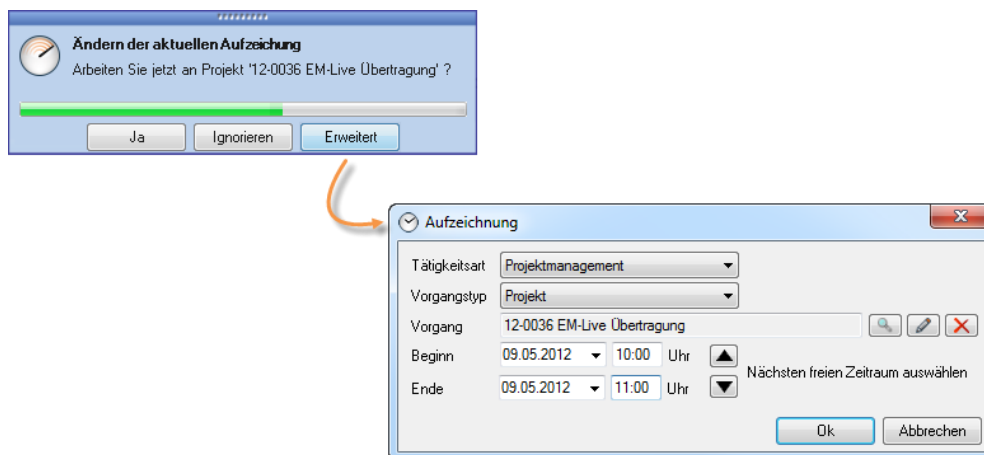 Ändern der aktuellen Aufzeichung
Arbeiten Sie jetzt an Projekt '12-0036 EM-Live Übertragung' ?
Ja Ignorieren Erweitert
Aufzeichnung
Tätigkeitsart Projektmanagement
Vorgangstyp Projekt
Vorgang 12-0036 EM-Live Übertragung
Beginn 09.05.2012 10:00 Uhr
Nächsten freien Zeitraum auswählen
Ende 09.05.2012 11:00 Uhr
Ok Abbrechen